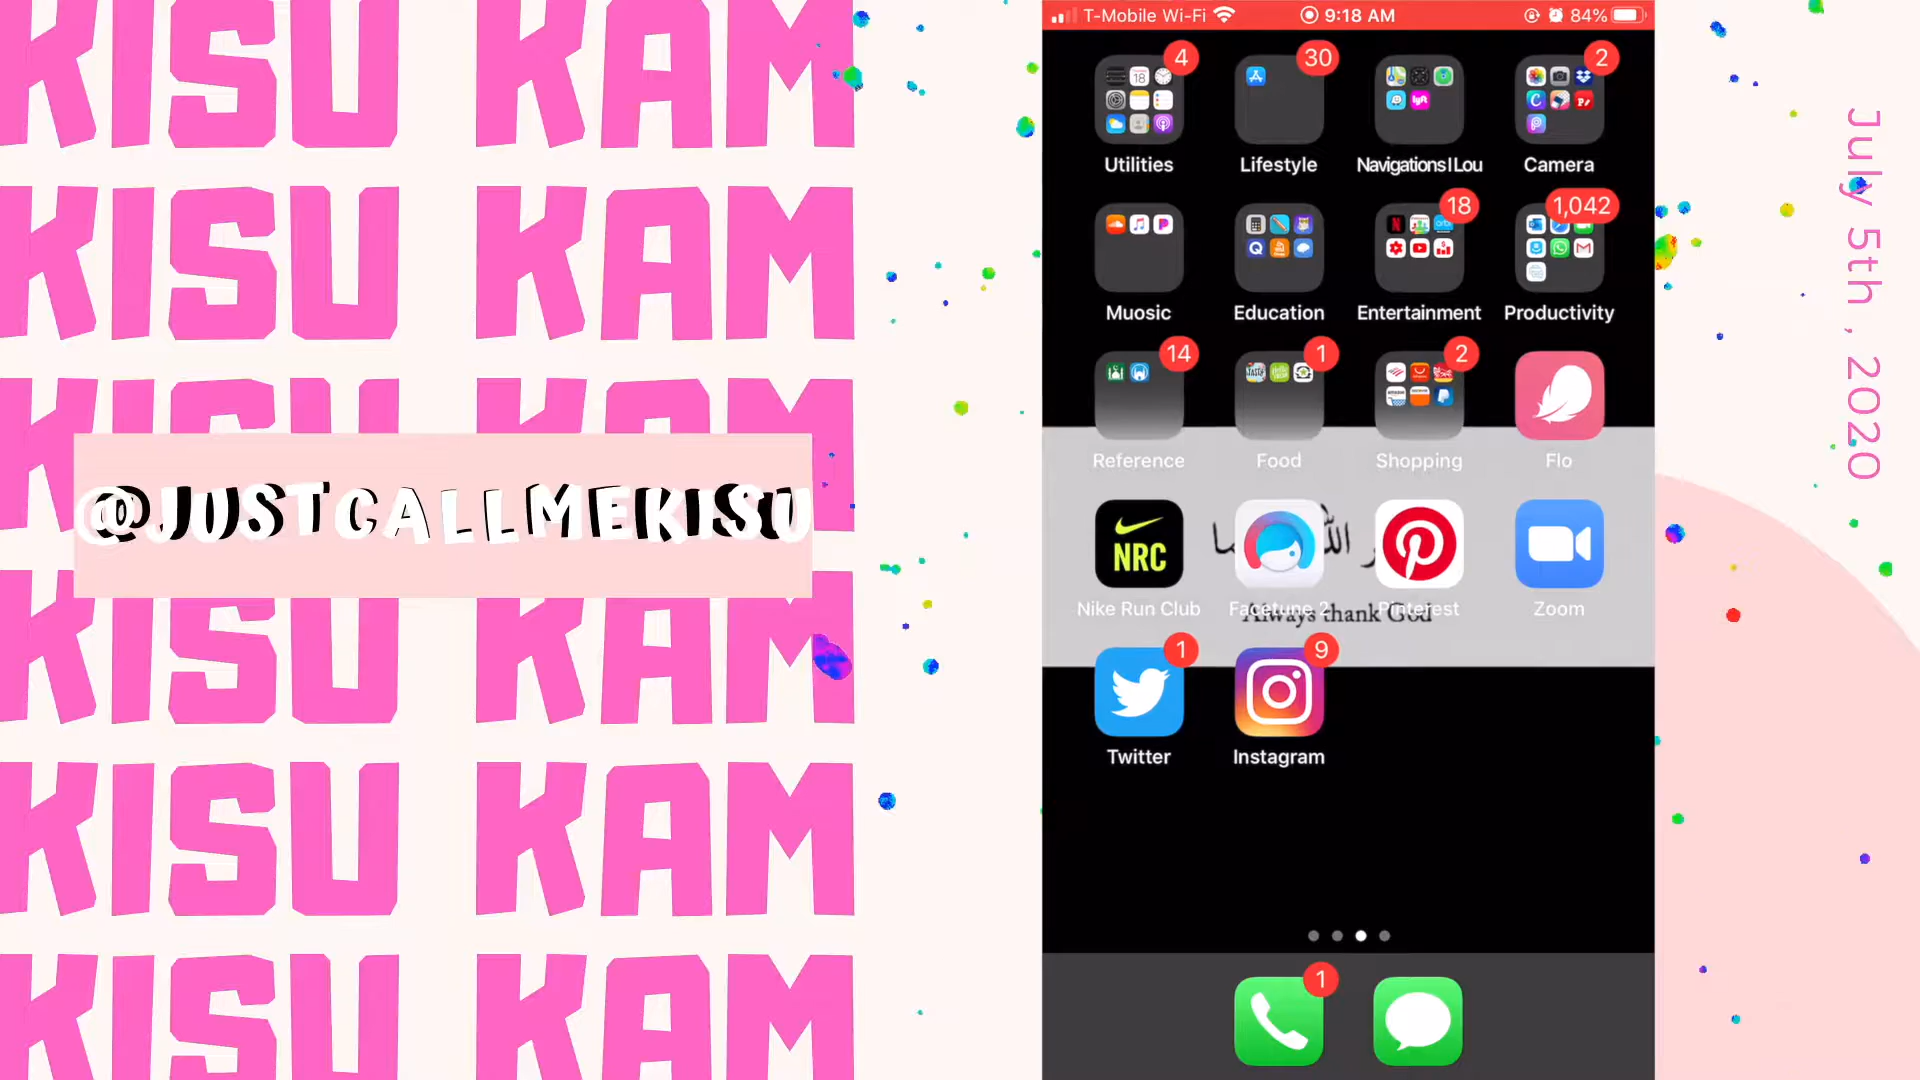 KISU KAM
KISU KAM
KISU KAM
@JUSTCALLMEKISU
KISU KAM
KISU KAM
KISU KAM
T-Mobile Wi-Fi 9:18 AM 84%
4 30 2
Utilities Lifestyle Navigations I Lou Camera
18 1,042
Muosic Education Entertainment Productivity
14 1 2
Reference Food Shopping Flo
NRC
Nike Run Club Facetune 2 Pinterest Zoom
Always thank God
1 9
Twitter Instagram
1
July 5th, 2020